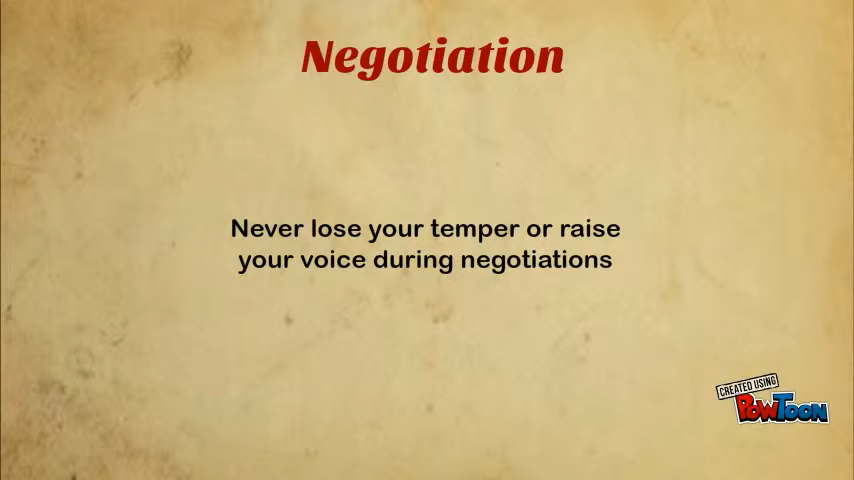 Negotiation
Never lose your temper or raise
your voice during negotiations
CREATED USING
POWTOON